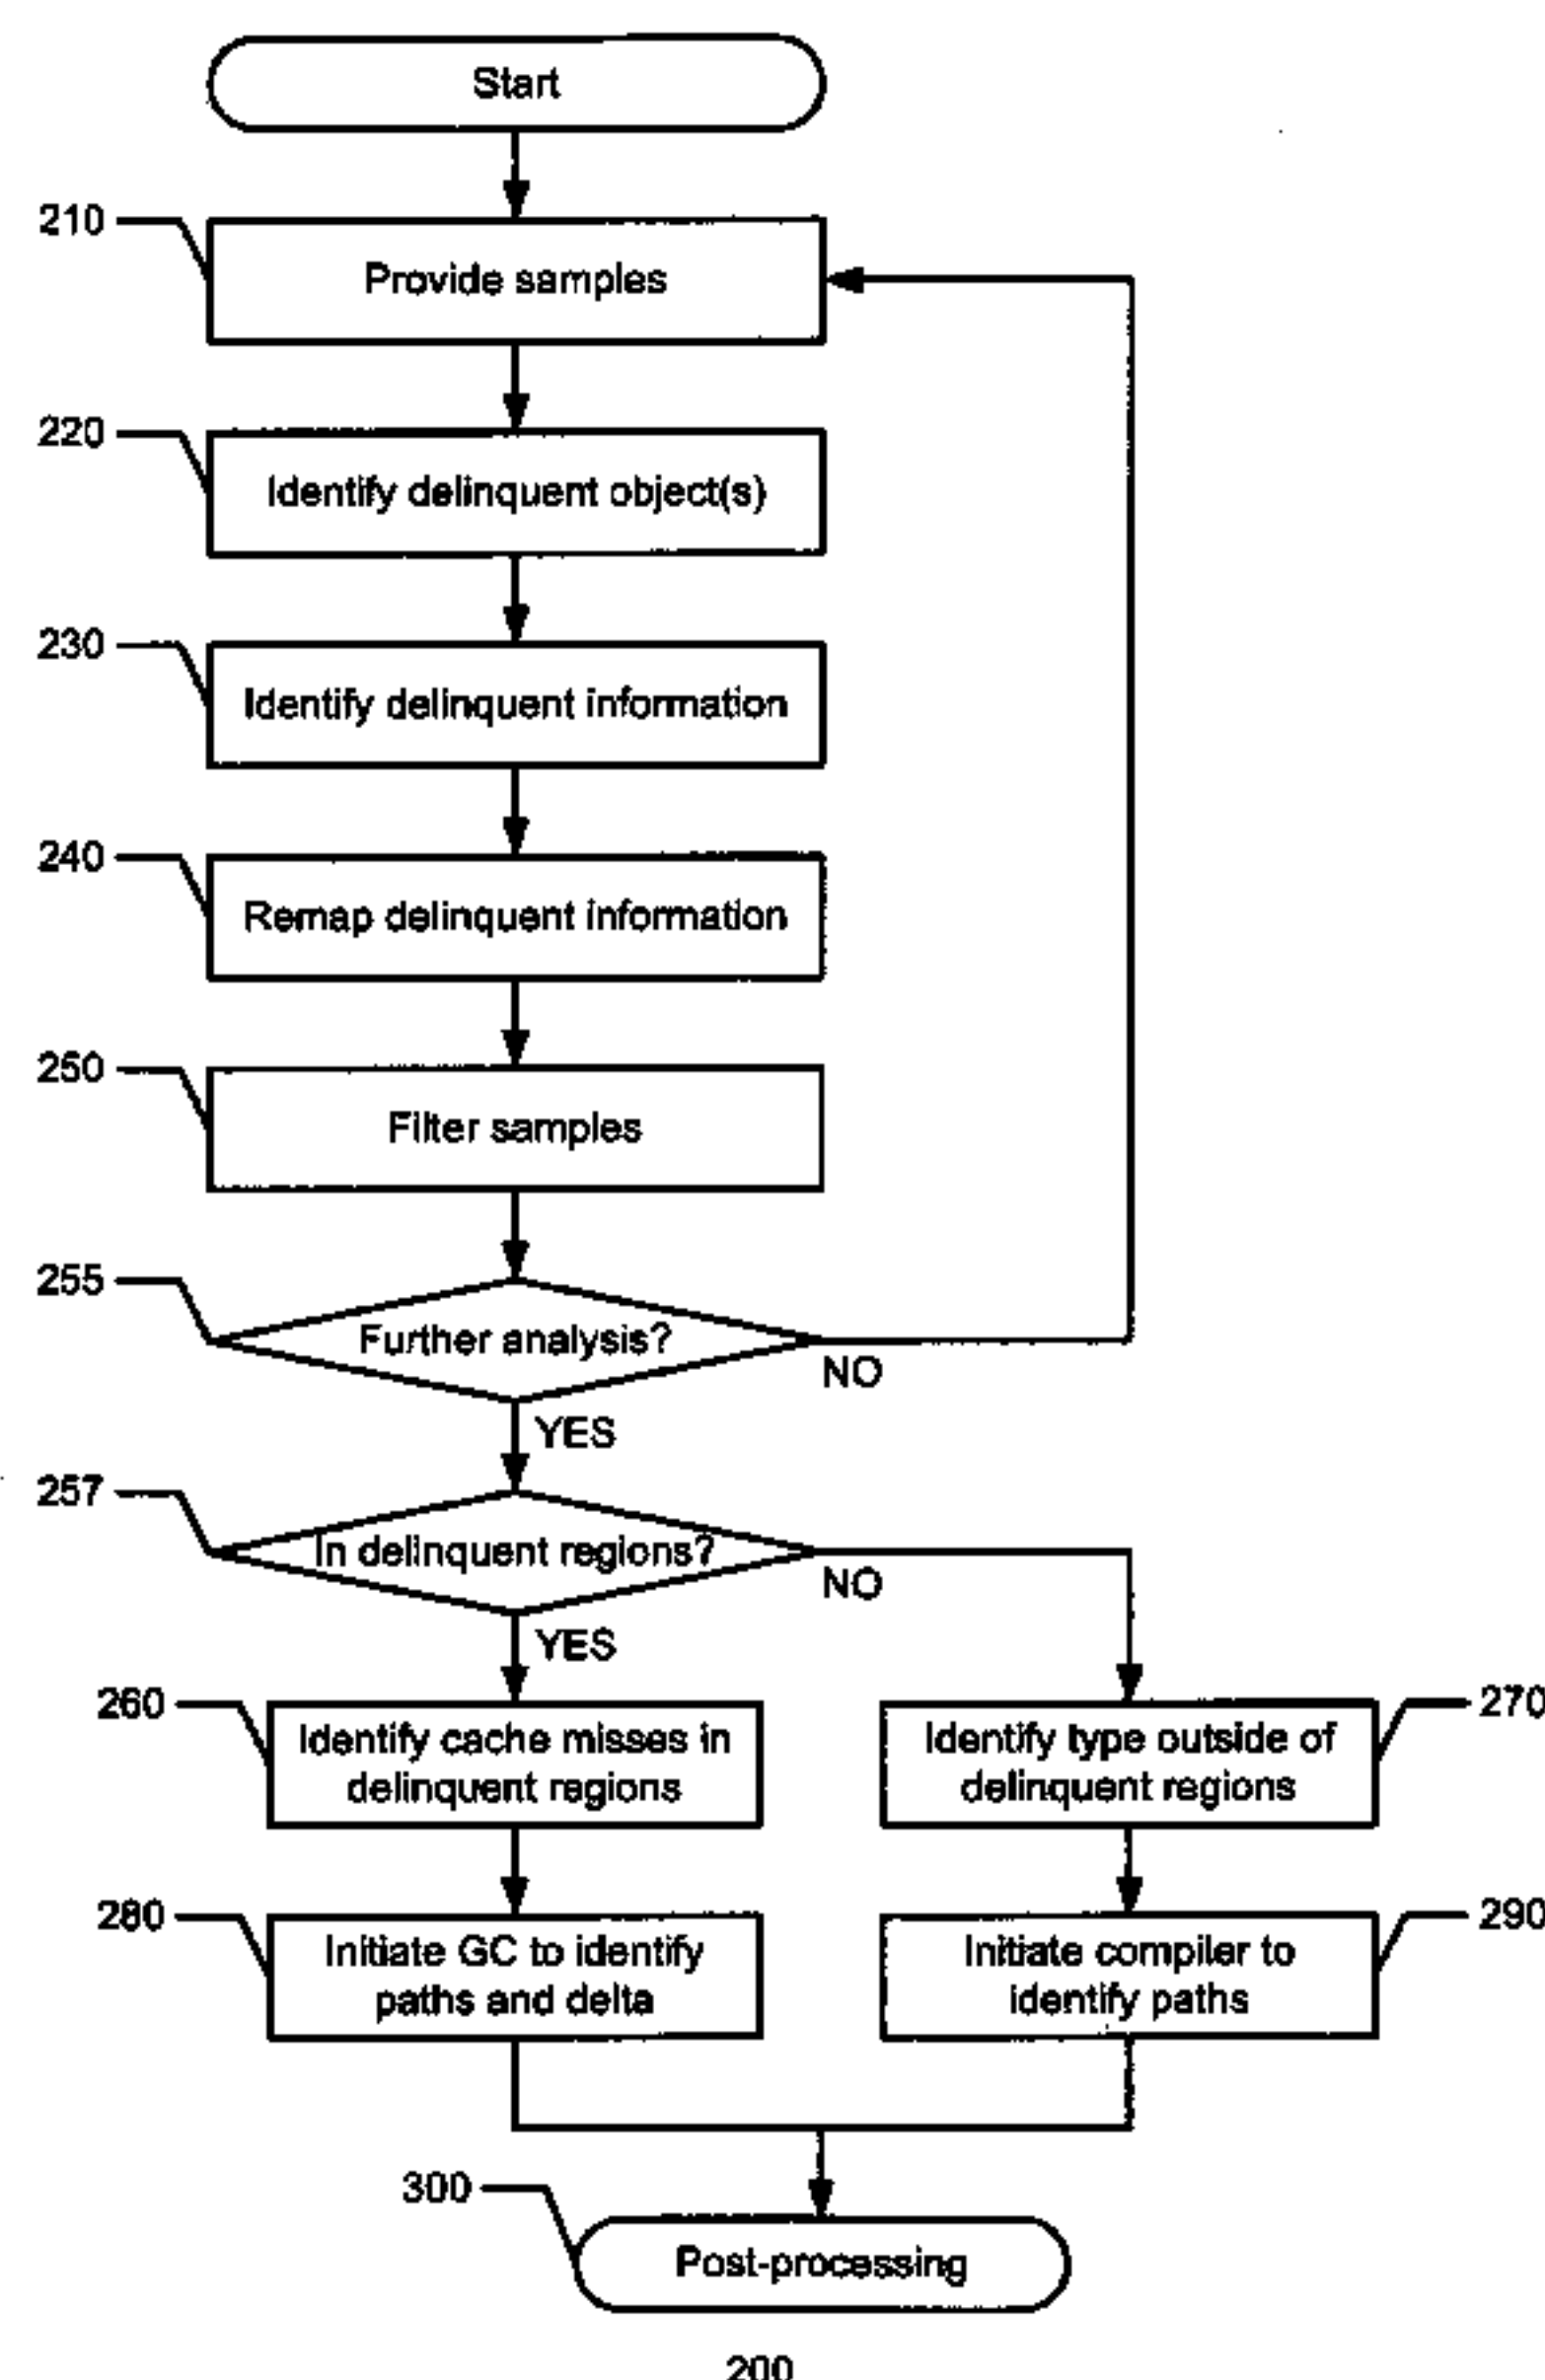 Start
210
Provide samples
220
Identify delinquent object(s)
230
Identify delinquent information
240
Remap delinquent information
250
Filter samples
255
Further analysis?
NO
YES
257
In delinquent regions?
NO
YES
260
Identify cache misses in
delinquent regions
270
Identify type outside of
delinquent regions
280
Initiate GC to identify
paths and delta
290
Initiate compiler to
identify paths
300
Post-processing
200